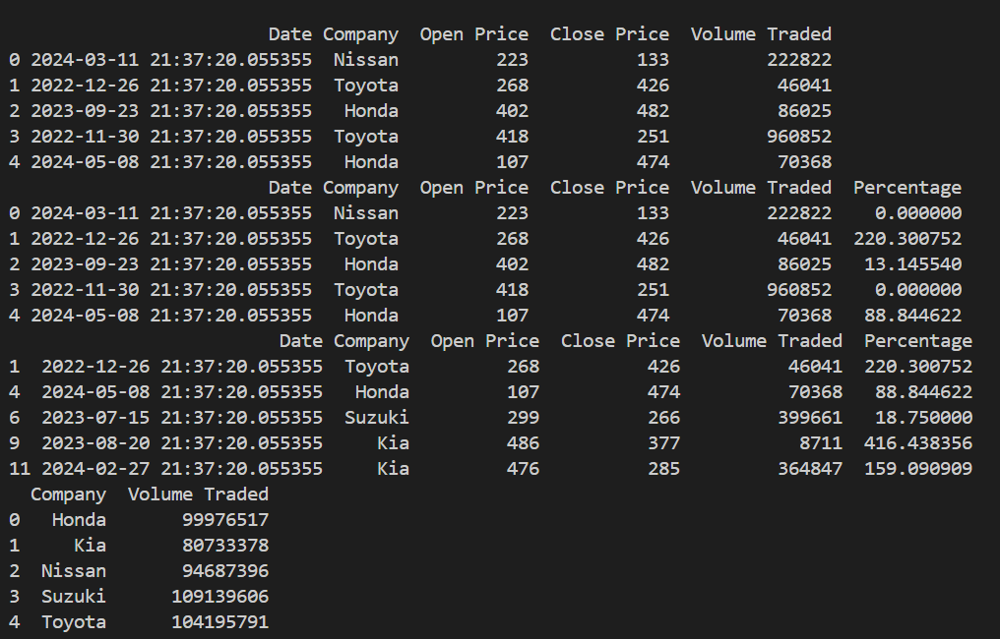 Date Company Open Price Close Price Volume Traded
0 2024-03-11 21:37:20.055355 Nissan 223 133 222822
1 2022-12-26 21:37:20.055355 Toyota 268 426 46041
2 2023-09-23 21:37:20.055355 Honda 402 482 86025
3 2022-11-30 21:37:20.055355 Toyota 418 251 960852
4 2024-05-08 21:37:20.055355 Honda 107 474 70368
Date Company Open Price Close Price Volume Traded Percentage
0 2024-03-11 21:37:20.055355 Nissan 223 133 222822 0.000000
1 2022-12-26 21:37:20.055355 Toyota 268 426 46041 220.300752
2 2023-09-23 21:37:20.055355 Honda 402 482 86025 13.145540
3 2022-11-30 21:37:20.055355 Toyota 418 251 960852 0.000000
4 2024-05-08 21:37:20.055355 Honda 107 474 70368 88.844622
Date Company Open Price Close Price Volume Traded Percentage
1 2022-12-26 21:37:20.055355 Toyota 268 426 46041 220.300752
4 2024-05-08 21:37:20.055355 Honda 107 474 70368 88.844622
6 2023-07-15 21:37:20.055355 Suzuki 299 266 399661 18.750000
9 2023-08-20 21:37:20.055355 Kia 486 377 8711 416.438356
11 2024-02-27 21:37:20.055355 Kia 476 285 364847 159.090909
Company Volume Traded
0 Honda 99976517
1 Kia 80733378
2 Nissan 94687396
3 Suzuki 109139606
4 Toyota 104195791